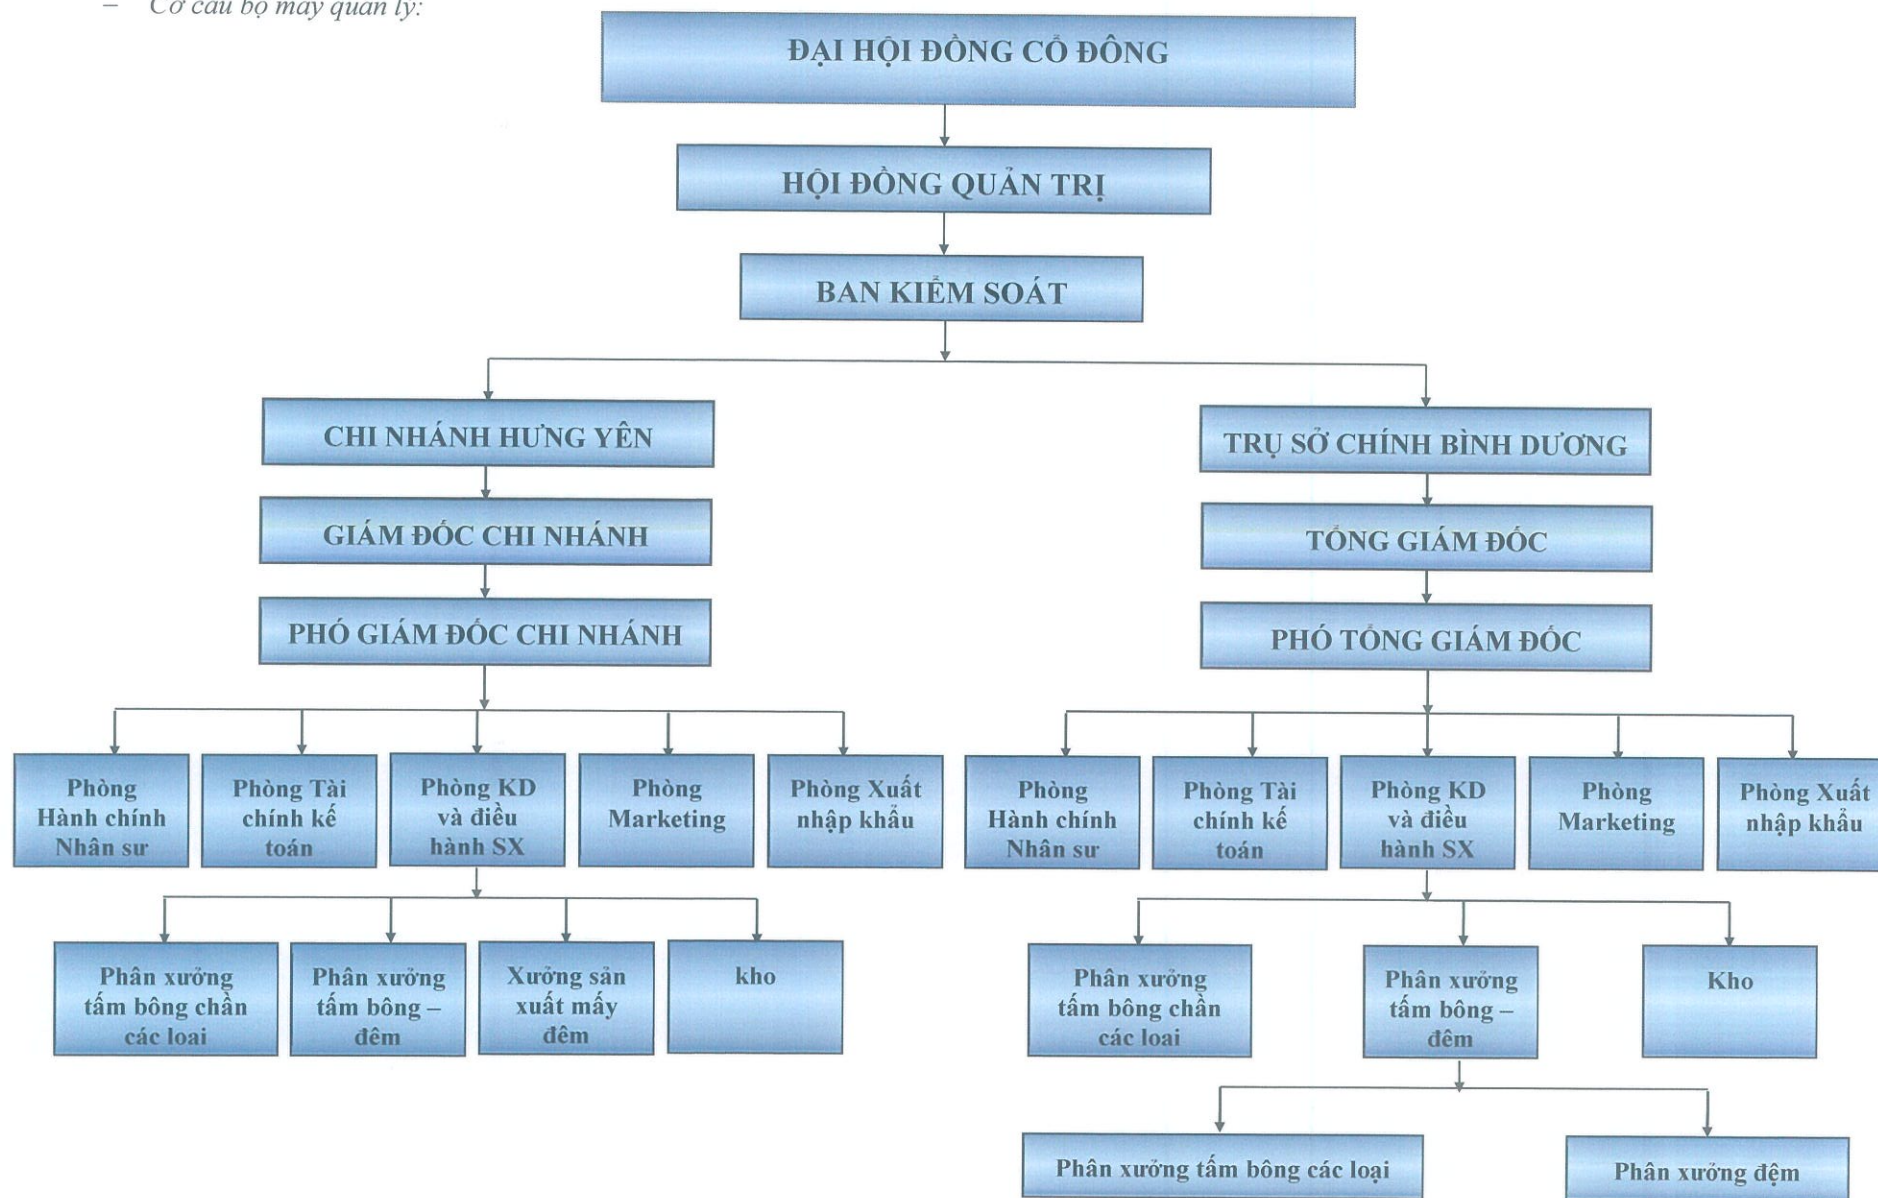 – Cơ cấu bộ máy quản lý:
ĐẠI HỘI ĐỒNG CỔ ĐÔNG
HỘI ĐỒNG QUẢN TRỊ
BAN KIỂM SOÁT
CHI NHÁNH HƯNG YÊN
TRỤ SỞ CHÍNH BÌNH DƯƠNG
GIÁM ĐỐC CHI NHÁNH
TỔNG GIÁM ĐỐC
PHÓ GIÁM ĐỐC CHI NHÁNH
PHÓ TỔNG GIÁM ĐỐC
Phòng
Hành chính
Nhân sư
Phòng Tài
chính kế
toán
Phòng KD
và điều
hành SX
Phòng
Marketing
Phòng Xuất
nhập khẩu
Phòng
Hành chính
Nhân sư
Phòng Tài
chính kế
toán
Phòng KD
và điều
hành SX
Phòng
Marketing
Phòng Xuất
nhập khẩu
Phân xưởng
tấm bông chần
các loai
Phân xưởng
tấm bông –
đêm
Xưởng sản
xuất mấy
đêm
kho
Phân xưởng
tấm bông chần
các loai
Phân xưởng
tấm bông –
đêm
Kho
Phân xưởng tấm bông các loại
Phân xưởng đệm